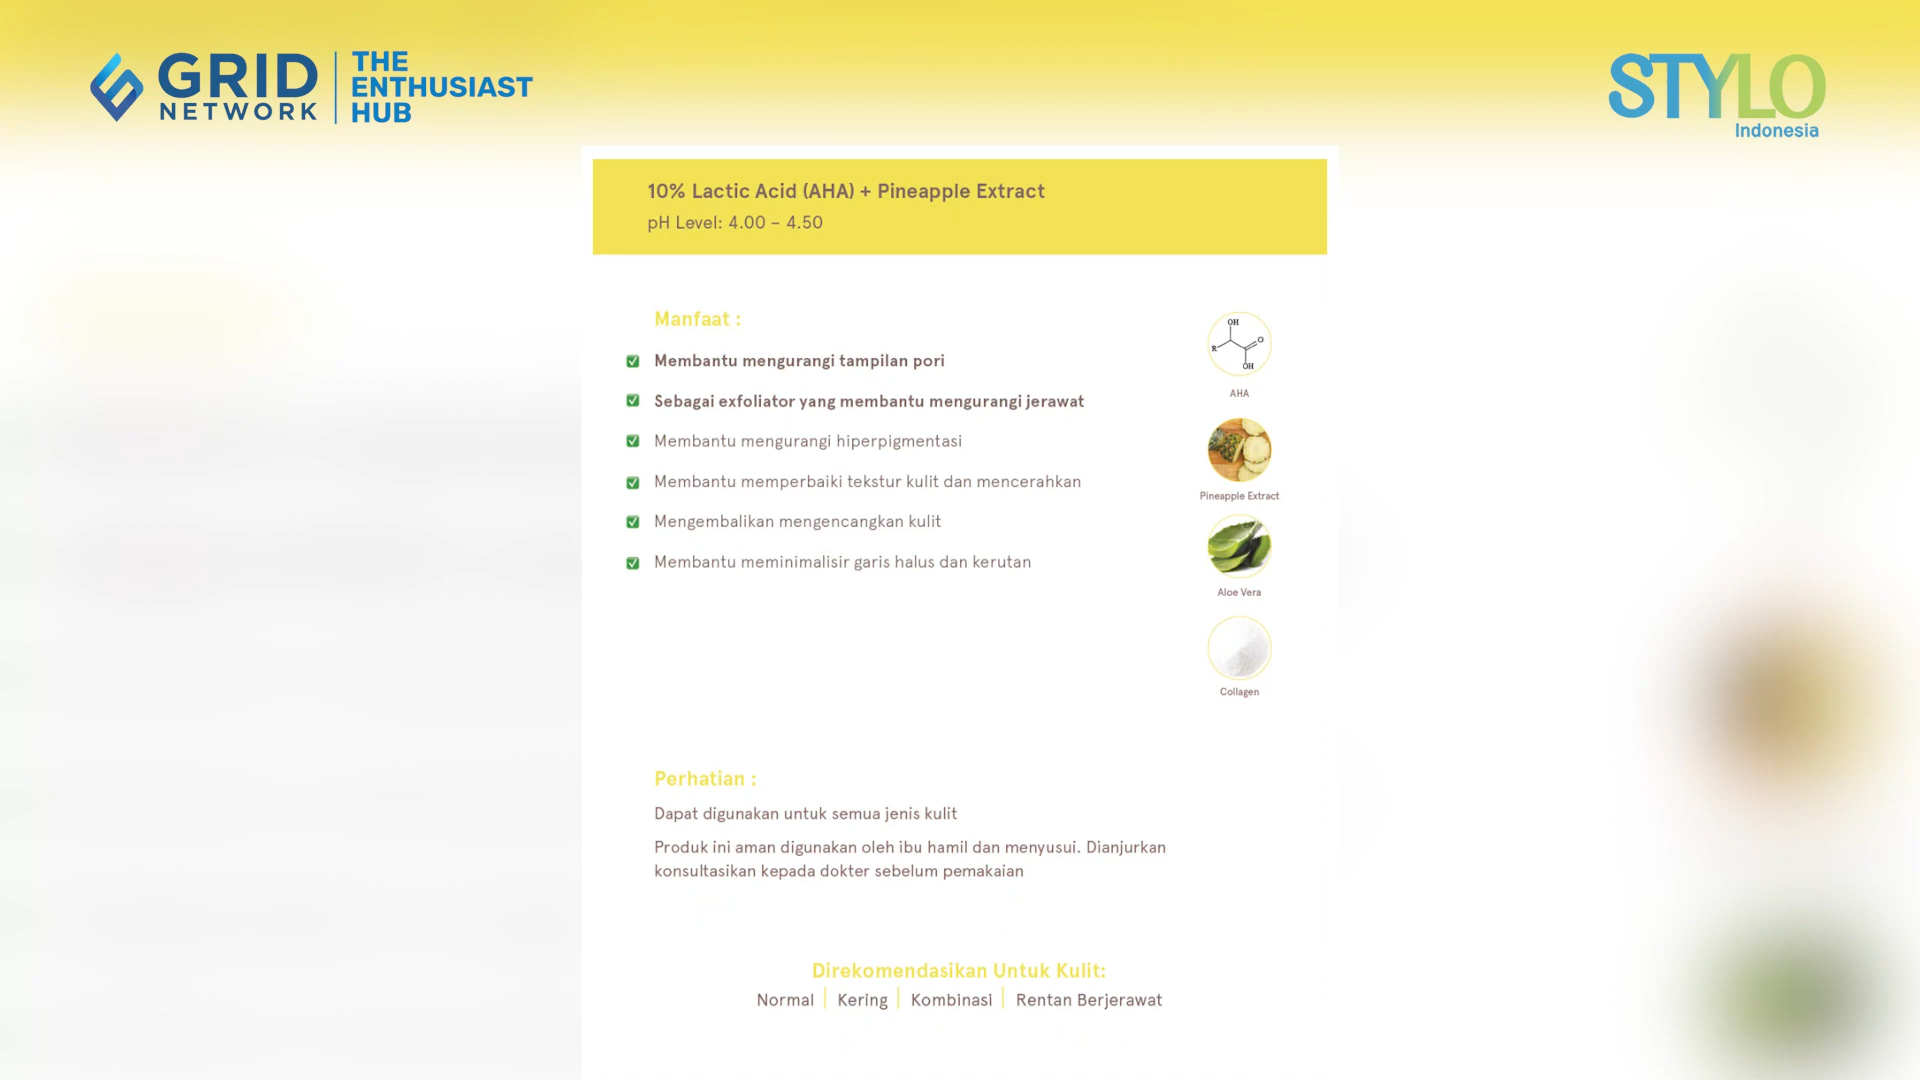 GRID
NETWORK
THE
ENTHUSIAST
HUB
STYLO
Indonesia
10% Lactic Acid (AHA) + Pineapple Extract
pH Level: 4.00 – 4.50
Manfaat :
Membantu mengurangi tampilan pori
Sebagai exfoliator yang membantu mengurangi jerawat
Membantu mengurangi hiperpigmentasi
Membantu memperbaiki tekstur kulit dan mencerahkan
Mengembalikan mengencangkan kulit
Membantu meminimalisir garis halus dan kerutan
OH
R
O
OH
AHA
Pineapple Extract
Aloe Vera
Collagen
Perhatian :
Dapat digunakan untuk semua jenis kulit
Produk ini aman digunakan oleh ibu hamil dan menyusui. Dianjurkan
konsultasikan kepada dokter sebelum pemakaian
Direkomendasikan Untuk Kulit:
Normal | Kering | Kombinasi | Rentan Berjerawat